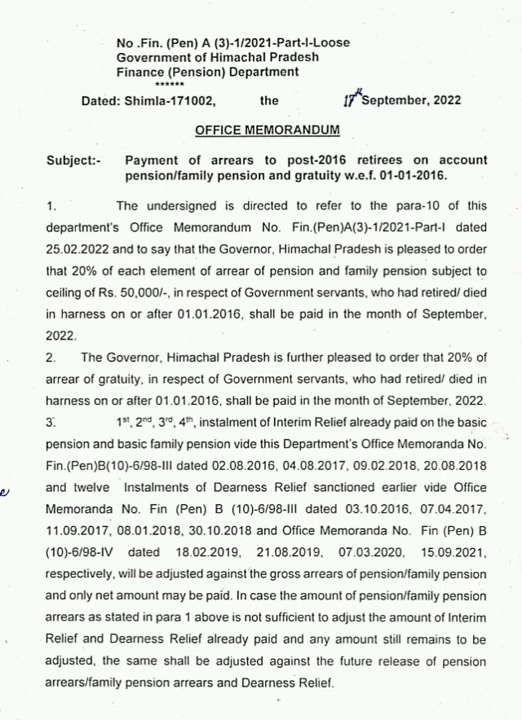 No .Fin. (Pen) A (3)-1/2021-Part-I-Loose
Government of Himachal Pradesh
Finance (Pension) Department
******
Dated: Shimla-171002, the 17th September, 2022
OFFICE MEMORANDUM
Subject:- Payment of arrears to post-2016 retirees on account
pension/family pension and gratuity w.e.f. 01-01-2016.
1. The undersigned is directed to refer to the para-10 of this
department's Office Memorandum No. Fin.(Pen)A(3)-1/2021-Part-I dated
25.02.2022 and to say that the Governor, Himachal Pradesh is pleased to order
that 20% of each element of arrear of pension and family pension subject to
ceiling of Rs. 50,000/-, in respect of Government servants, who had retired/ died
in harness on or after 01.01.2016, shall be paid in the month of September,
2022.
2. The Governor, Himachal Pradesh is further pleased to order that 20% of
arrear of gratuity, in respect of Government servants, who had retired/ died in
harness on or after 01.01.2016, shall be paid in the month of September, 2022.
3. 1st, 2nd, 3rd, 4th, instalment of Interim Relief already paid on the basic
pension and basic family pension vide this Department's Office Memoranda No.
Fin.(Pen)B(10)-6/98-III dated 02.08.2016, 04.08.2017, 09.02.2018, 20.08.2018
and twelve Instalments of Dearness Relief sanctioned earlier vide Office
Memoranda No. Fin (Pen) B (10)-6/98-III dated 03.10.2016, 07.04.2017,
11.09.2017, 08.01.2018, 30.10.2018 and Office Memoranda No. Fin (Pen) B
(10)-6/98-IV dated 18.02.2019, 21.08.2019, 07.03.2020, 15.09.2021,
respectively, will be adjusted against the gross arrears of pension/family pension
and only net amount may be paid. In case the amount of pension/family pension
arrears as stated in para 1 above is not sufficient to adjust the amount of Interim
Relief and Dearness Relief already paid and any amount still remains to be
adjusted, the same shall be adjusted against the future release of pension
arrears/family pension arrears and Dearness Relief.